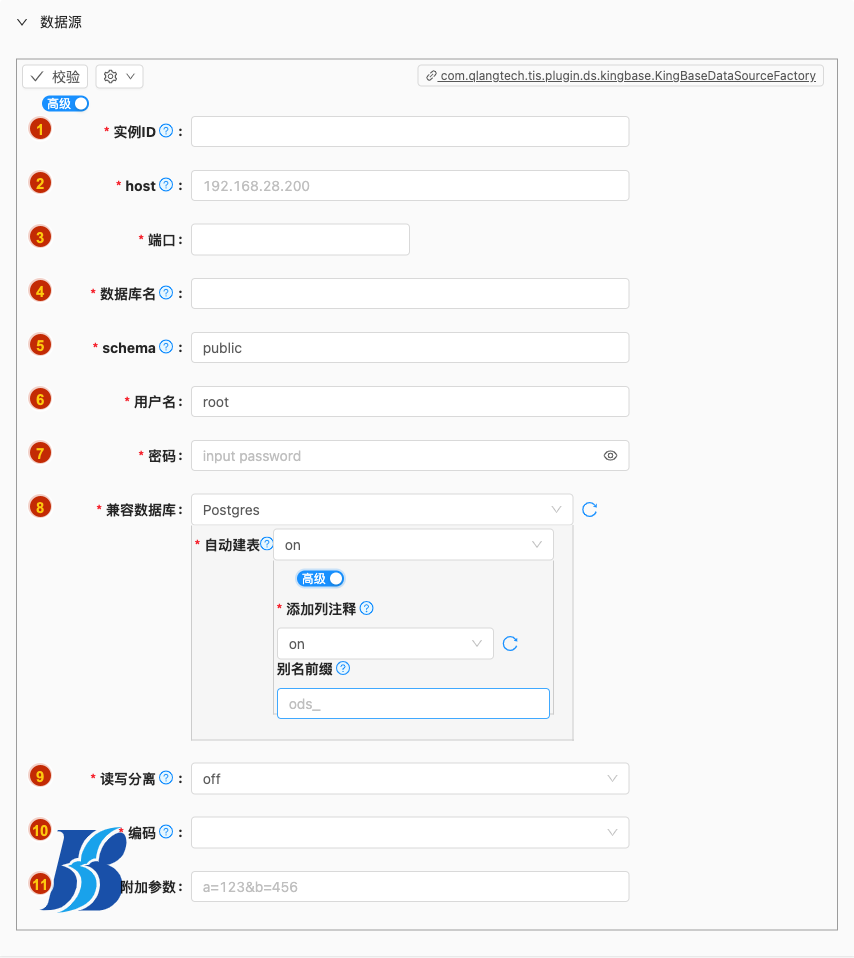 数据源
校验
com.qlangtech.tis.plugin.ds.kingbase.KingBaseDataSourceFactory
高级
1 * 实例ID ? :
2 * host ? : 192.168.28.200
3 * 端口:
4 * 数据库名 ? :
5 * schema ? : public
6 * 用户名: root
7 * 密码: input password
8 * 兼容数据库: Postgres
* 自动建表 ? on
高级
* 添加列注释 ?
on
别名前缀 ?
ods_
9 * 读写分离 ? : off
10 * 编码 ? :
11 附加参数: a=123&b=456